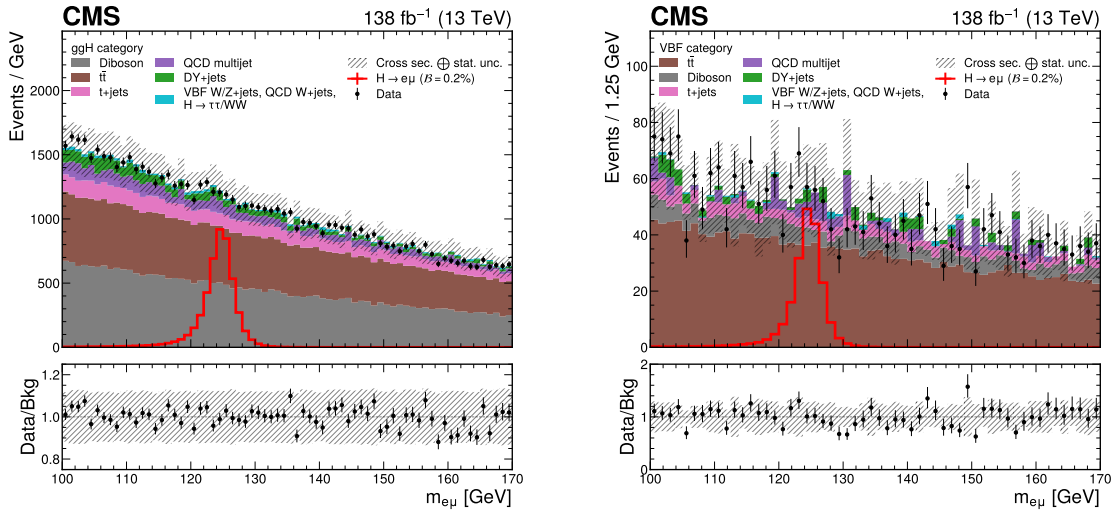 CMS 138 fb⁻¹ (13 TeV)
ggH category
Diboson
tt̄
t+jets
QCD multijet
DY+jets
VBF W/Z+jets, QCD W+jets,
H → ττ/WW
Cross sec. ⊕ stat. unc.
H → eμ (ℬ = 0.2%)
Data
Events / GeV
2000
1500
1000
500
0
Data/Bkg
1.2
1.0
0.8
100 110 120 130 140 150 160 170
m_eμ [GeV]
CMS 138 fb⁻¹ (13 TeV)
VBF category
tt̄
Diboson
t+jets
QCD multijet
DY+jets
VBF W/Z+jets, QCD W+jets,
H → ττ/WW
Cross sec. ⊕ stat. unc.
H → eμ (ℬ = 0.2%)
Data
Events / 1.25 GeV
100
80
60
40
20
0
Data/Bkg
2
1
0
100 110 120 130 140 150 160 170
m_eμ [GeV]